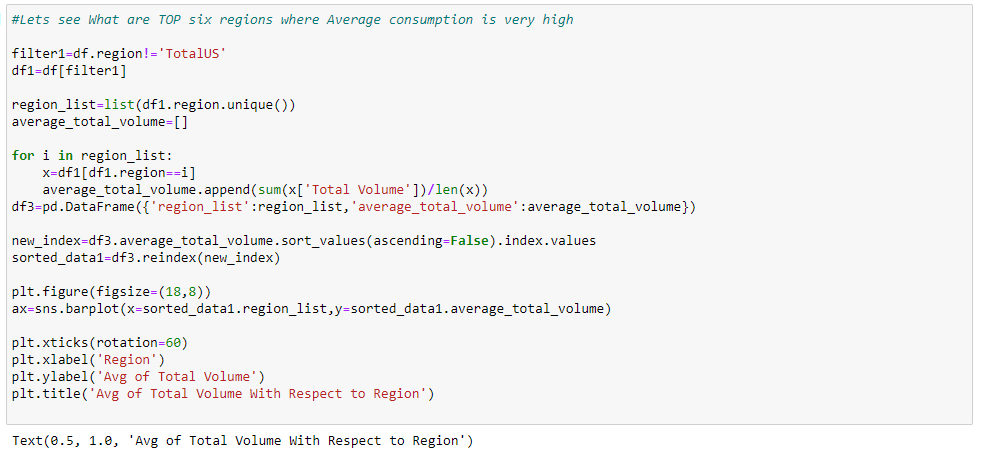 #Lets see What are TOP six regions where Average consumption is very high
filter1=df.region!='TotalUS'
df1=df[filter1]
region_list=list(df1.region.unique())
average_total_volume=[]
for i in region_list:
    x=df1[df1.region==i]
    average_total_volume.append(sum(x['Total Volume'])/len(x))
df3=pd.DataFrame({'region_list':region_list,'average_total_volume':average_total_volume})
new_index=df3.average_total_volume.sort_values(ascending=False).index.values
sorted_data1=df3.reindex(new_index)
plt.figure(figsize=(18,8))
ax=sns.barplot(x=sorted_data1.region_list,y=sorted_data1.average_total_volume)
plt.xticks(rotation=60)
plt.xlabel('Region')
plt.ylabel('Avg of Total Volume')
plt.title('Avg of Total Volume With Respect to Region')
Text(0.5, 1.0, 'Avg of Total Volume With Respect to Region')